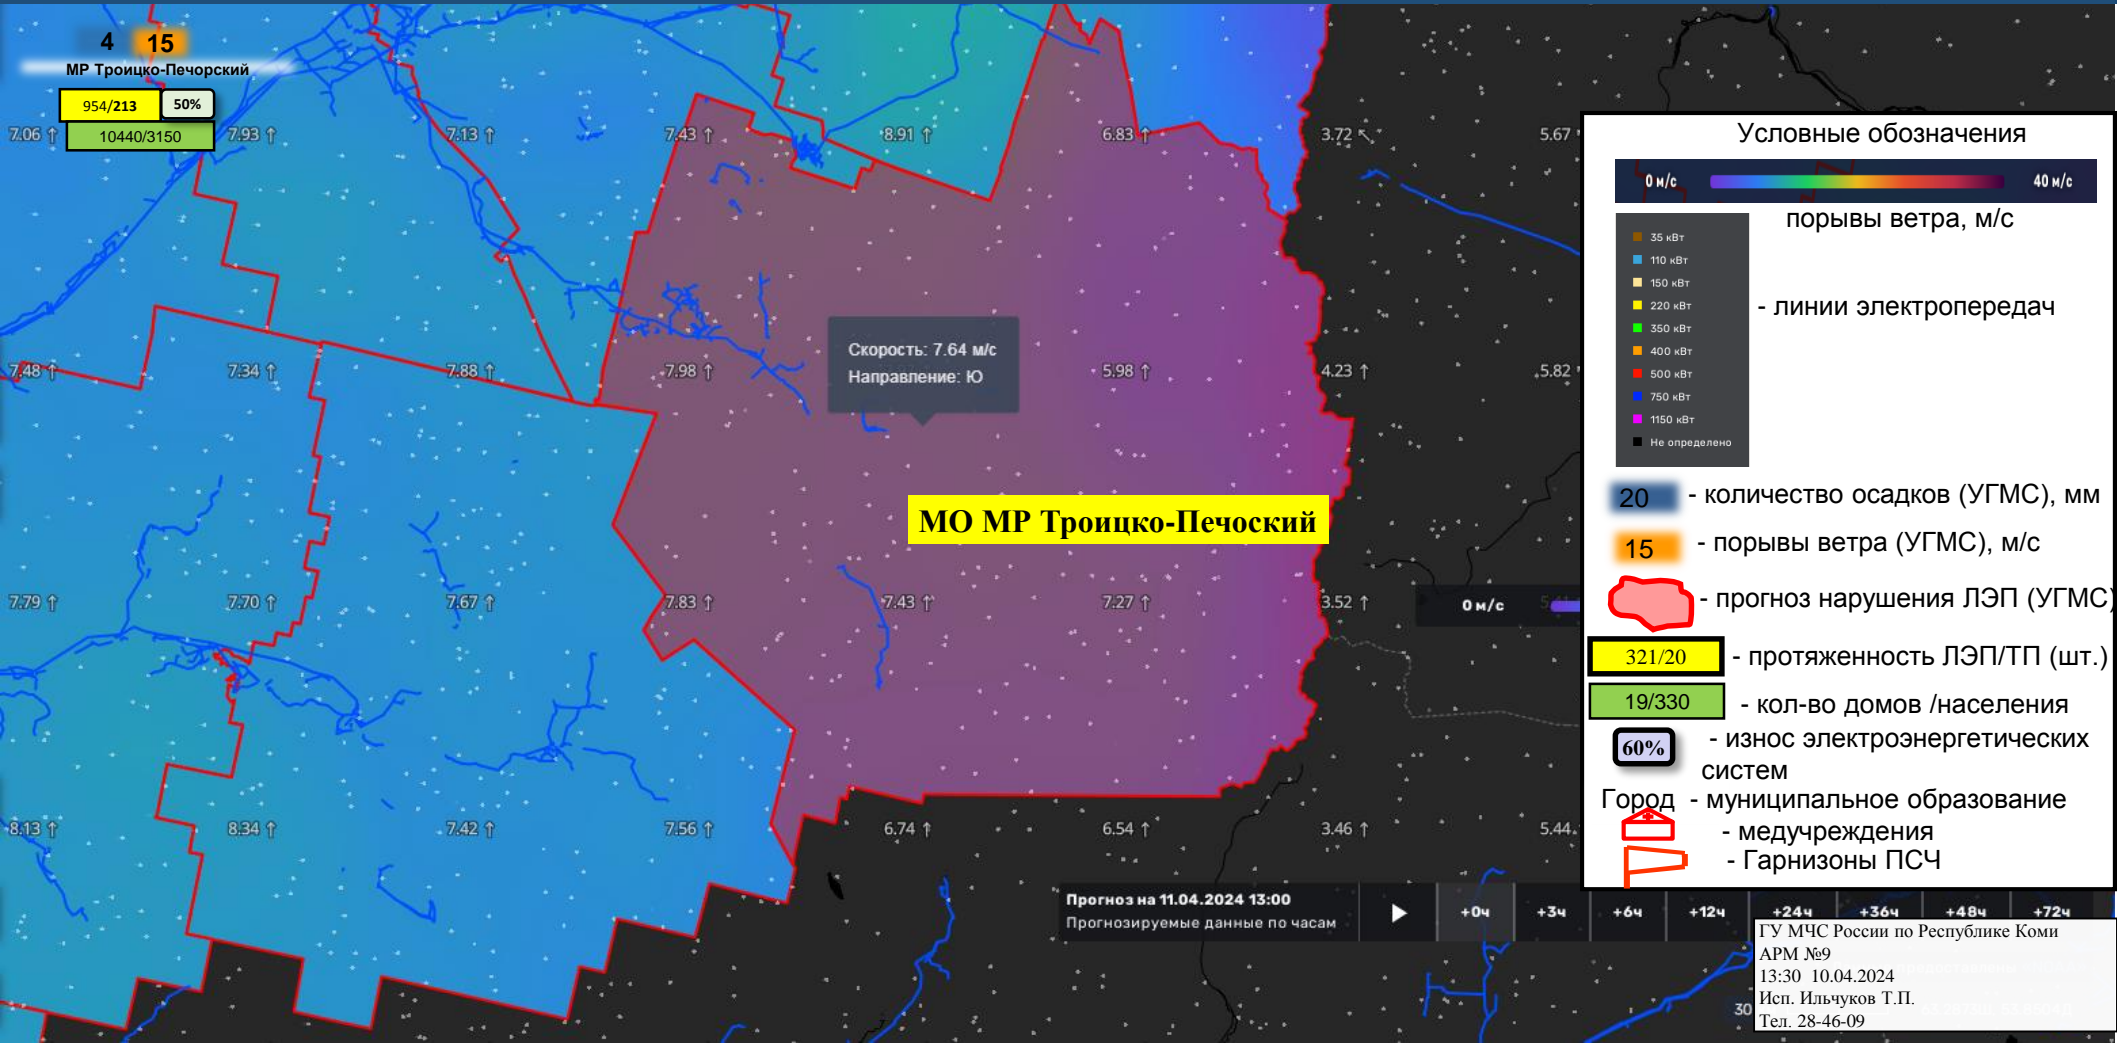 4 15
МР Троицко-Печорский
954/213 50%
10440/3150
7.06 ↑ 7.93 ↑ 7.13 ↑ 7.43 ↑ 8.91 ↑ 6.83 ↑ 3.72 ↖ 5.67
Скорость: 7.64 м/с
Направление: Ю
7.48 ↑ 7.34 ↑ 7.88 ↑ 7.98 ↑ 5.98 ↑ 4.23 ↑ 5.82
МО МР Троицко-Печоский
7.79 ↑ 7.70 ↑ 7.67 ↑ 7.83 ↑ 7.43 ↑ 7.27 ↑ 3.52 ↑
0 м/с
8.13 ↑ 8.34 ↑ 7.42 ↑ 7.56 ↑ 6.74 ↑ 6.54 ↑ 3.46 ↑ 5.44
Условные обозначения
0 м/с 40 м/с
порывы ветра, м/с
35 кВт
110 кВт
150 кВт
220 кВт
350 кВт
400 кВт
500 кВт
750 кВт
1150 кВт
Не определено
- линии электропередач
20 - количество осадков (УГМС), мм
15 - порывы ветра (УГМС), м/с
- прогноз нарушения ЛЭП (УГМС)
321/20 - протяженность ЛЭП/ТП (шт.)
19/330 - кол-во домов /населения
60% - износ электроэнергетических
систем
Город - муниципальное образование
- медучреждения
- Гарнизоны ПСЧ
Прогноз на 11.04.2024 13:00
Прогнозируемые данные по часам
+0ч +3ч +6ч +12ч +24ч +36ч +48ч +72ч
ГУ МЧС России по Республике Коми
АРМ №9
13:30 10.04.2024
Исп. Ильчуков Т.П.
Тел. 28-46-09
30